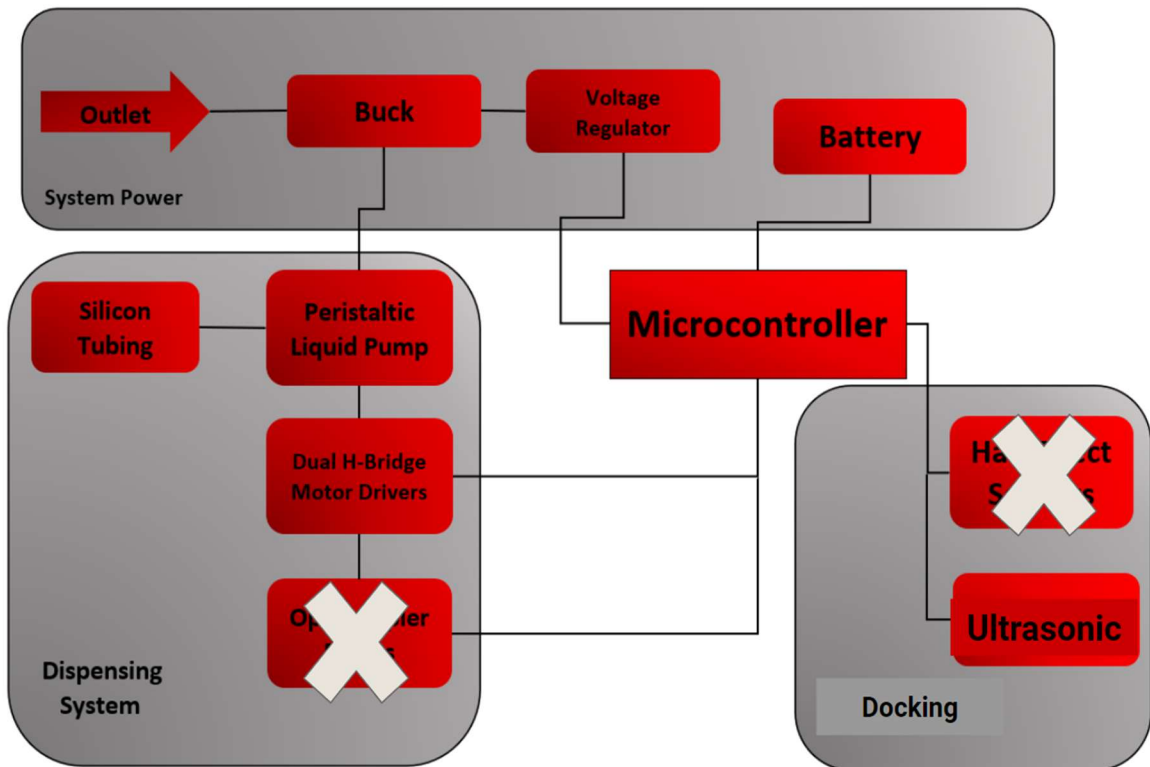 Outlet
Buck
Voltage
Regulator
Battery
System Power
Silicon
Tubing
Peristaltic
Liquid Pump
Microcontroller
Dual H-Bridge
Motor Drivers
Ultrasonic
Dispensing
System
Docking